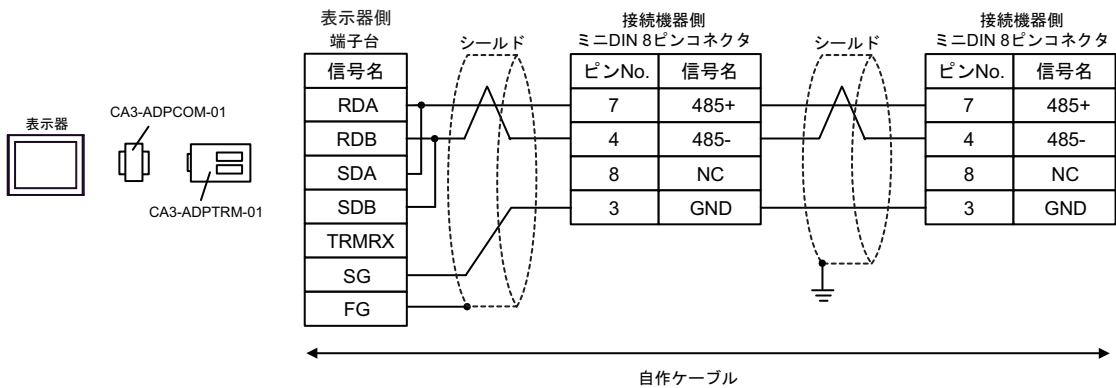 表示器
CA3-ADPCOM-01
CA3-ADPTRM-01
表示器側
端子台
信号名
RDA
RDB
SDA
SDB
TRMRX
SG
FG
シールド
接続機器側
ミニDIN 8ピンコネクタ
ピンNo. 信号名
7 485+
4 485-
8 NC
3 GND
シールド
接続機器側
ミニDIN 8ピンコネクタ
ピンNo. 信号名
7 485+
4 485-
8 NC
3 GND
自作ケーブル